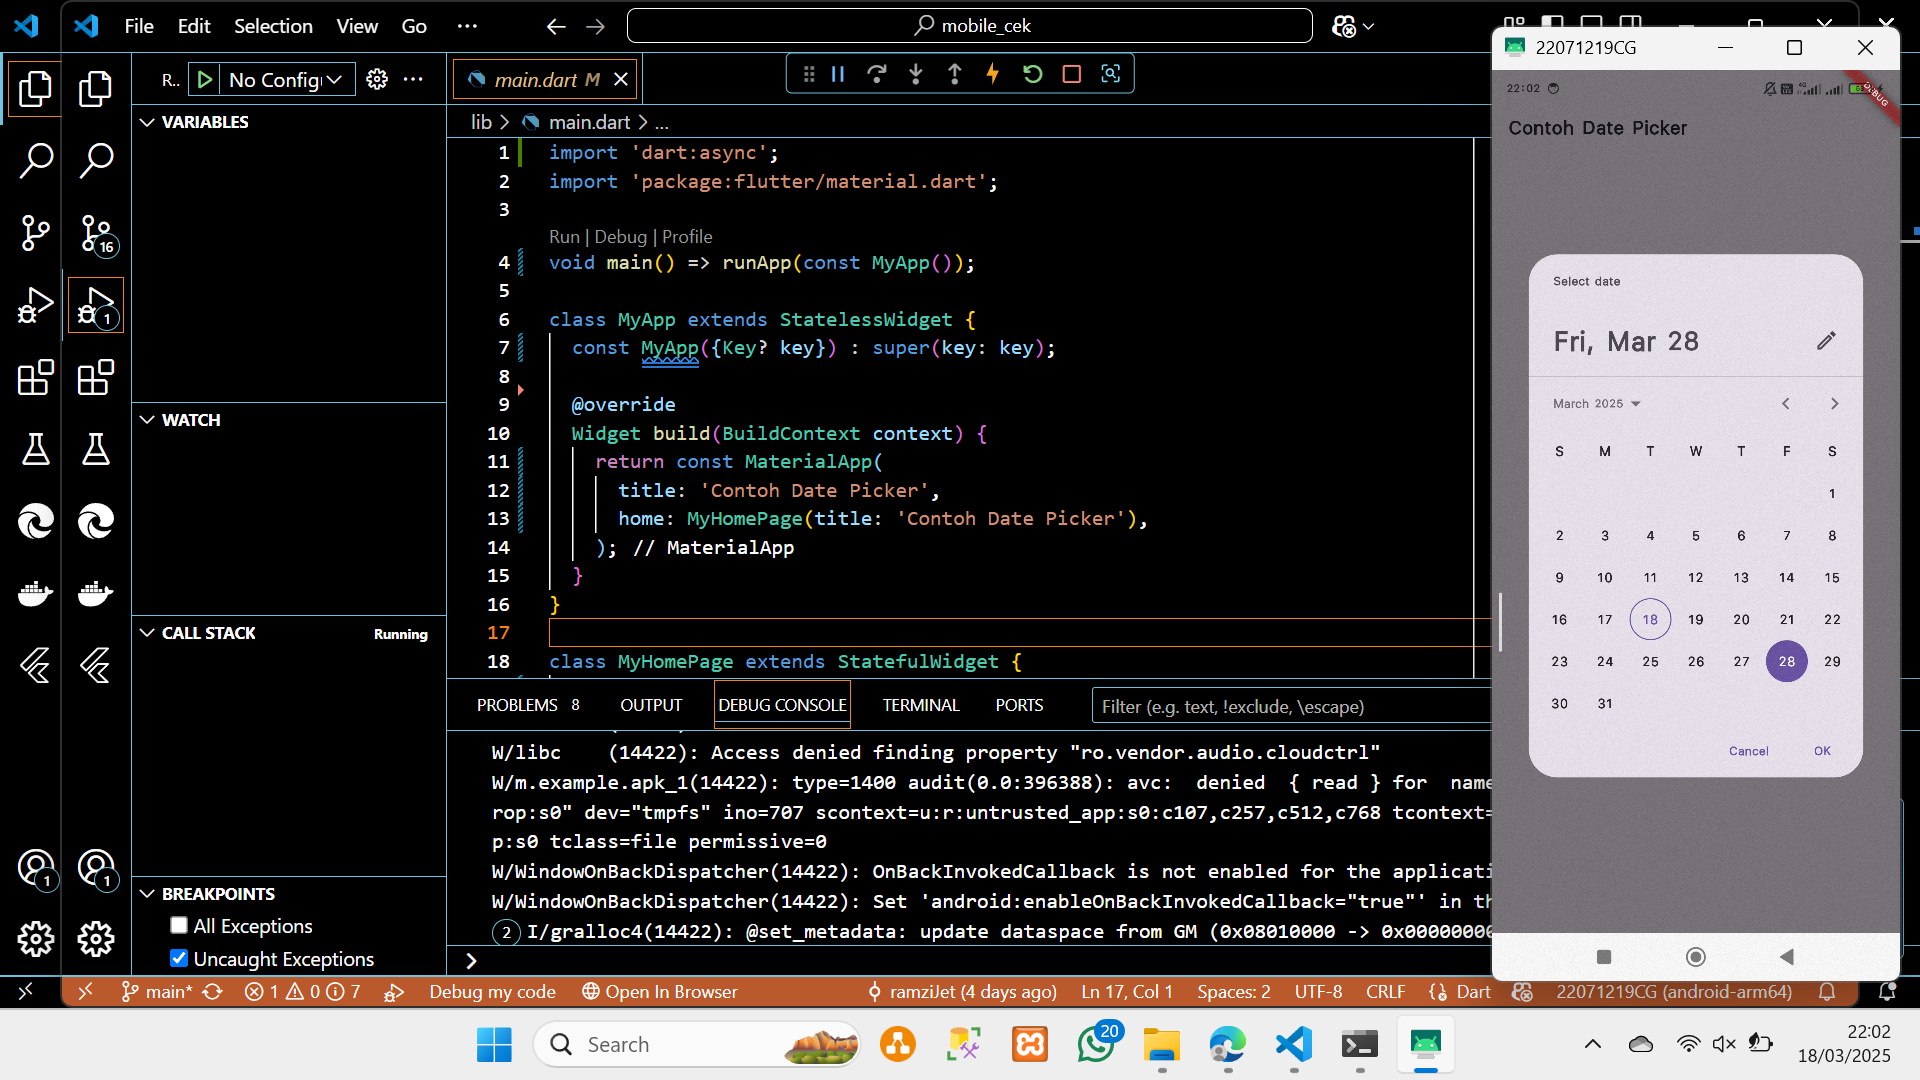 File Edit Selection View Go ···
mobile_cek
R.. No Config
main.dart M
lib > main.dart > ...
VARIABLES
WATCH
CALL STACK Running
BREAKPOINTS
All Exceptions
Uncaught Exceptions
16
1
1
1
1 import 'dart:async';
2 import 'package:flutter/material.dart';
3
Run | Debug | Profile
4 void main() => runApp(const MyApp());
5
6 class MyApp extends StatelessWidget {
7 const MyApp({Key? key}) : super(key: key);
8
9 @override
10 Widget build(BuildContext context) {
11 return const MaterialApp(
12 title: 'Contoh Date Picker',
13 home: MyHomePage(title: 'Contoh Date Picker'),
14 ); // MaterialApp
15 }
16 }
17
18 class MyHomePage extends StatefulWidget {
PROBLEMS 8 OUTPUT DEBUG CONSOLE TERMINAL PORTS
Filter (e.g. text, !exclude, \escape)
W/libc    (14422): Access denied finding property "ro.vendor.audio.cloudctrl"
W/m.example.apk_1(14422): type=1400 audit(0.0:396388): avc:  denied  { read } for  name
rop:s0" dev="tmpfs" ino=707 scontext=u:r:untrusted_app:s0:c107,c257,c512,c768 tcontext=
p:s0 tclass=file permissive=0
W/WindowOnBackDispatcher(14422): OnBackInvokedCallback is not enabled for the applicati
W/WindowOnBackDispatcher(14422): Set 'android:enableOnBackInvokedCallback="true"' in th
2 I/gralloc4(14422): @set_metadata: update dataspace from GM (0x08010000 -> 0x00000000
>
22071219CG
22:02
DEBUG
Contoh Date Picker
Select date
Fri, Mar 28
March 2025
S M T W T F S
1
2 3 4 5 6 7 8
9 10 11 12 13 14 15
16 17 18 19 20 21 22
23 24 25 26 27 28 29
30 31
Cancel OK
main* 1 0 7 Debug my code Open In Browser ramziJet (4 days ago) Ln 17, Col 1 Spaces: 2 UTF-8 CRLF {} Dart 22071219CG (android-arm64)
Search
20
22:02
18/03/2025